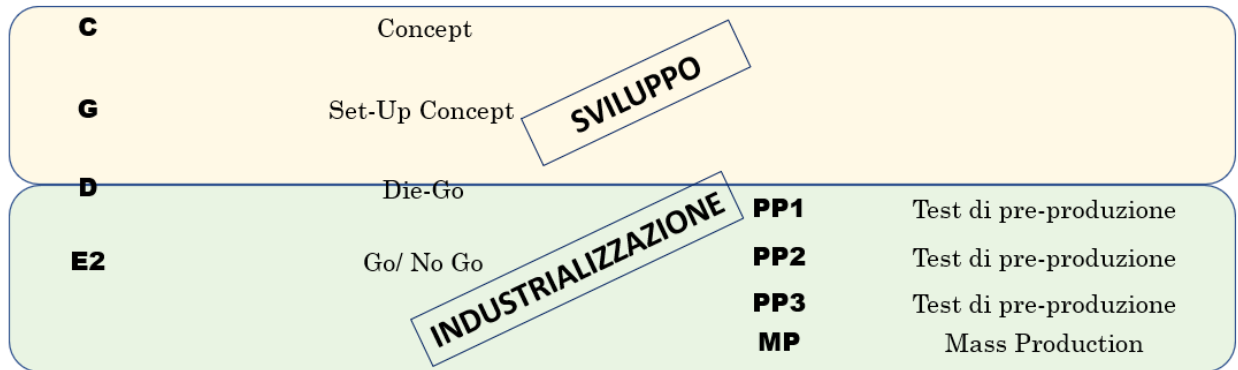 C Concept
G Set-Up Concept
SVILUPPO
D Die-Go
E2 Go/ No Go
INDUSTRIALIZZAZIONE
PP1 Test di pre-produzione
PP2 Test di pre-produzione
PP3 Test di pre-produzione
MP Mass Production